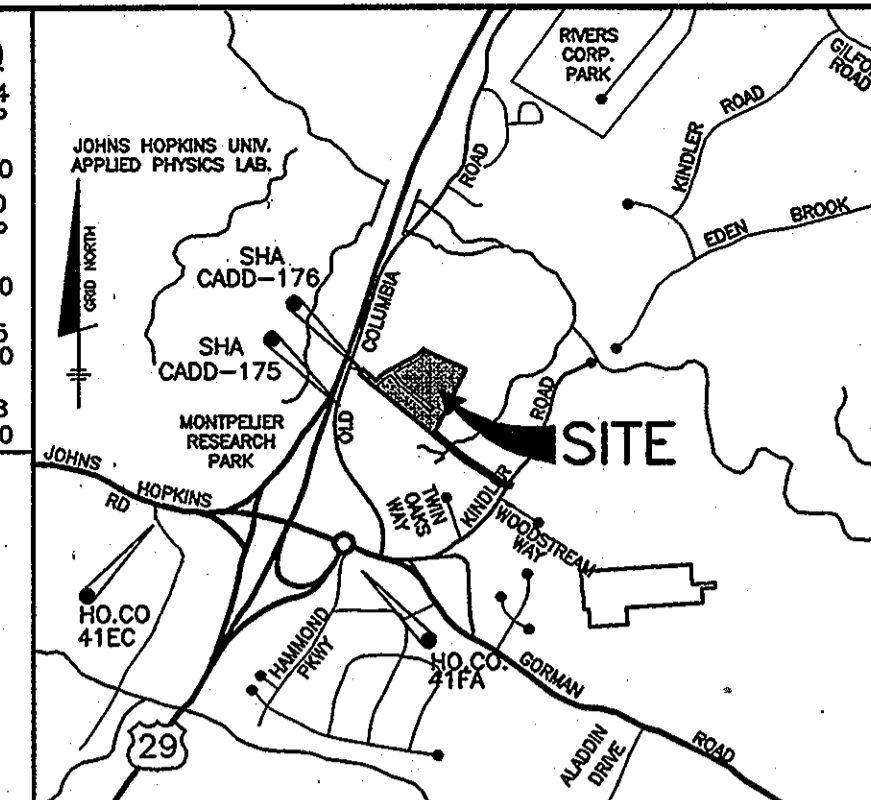 RIVERS
CORP.
PARK
GILFO
ROAD
KINDLER ROAD
JOHNS HOPKINS UNIV.
APPLIED PHYSICS LAB.
ROAD
EDEN BROOK
GRID NORTH
SHA
CADD-176
COLUMBIA
SHA
CADD-175
OLD
MONTPELIER
RESEARCH
PARK
ROAD
SITE
JOHNS
HOPKINS
RD
TWIN
OAKS
WAY
KINDLER
WOODSTREAM
WAY
HO.CO
41EC
HAMMOND
PKWY
HO.CO.
41FA
GORMAN
ROAD
29
ALADDIN
DRIVE